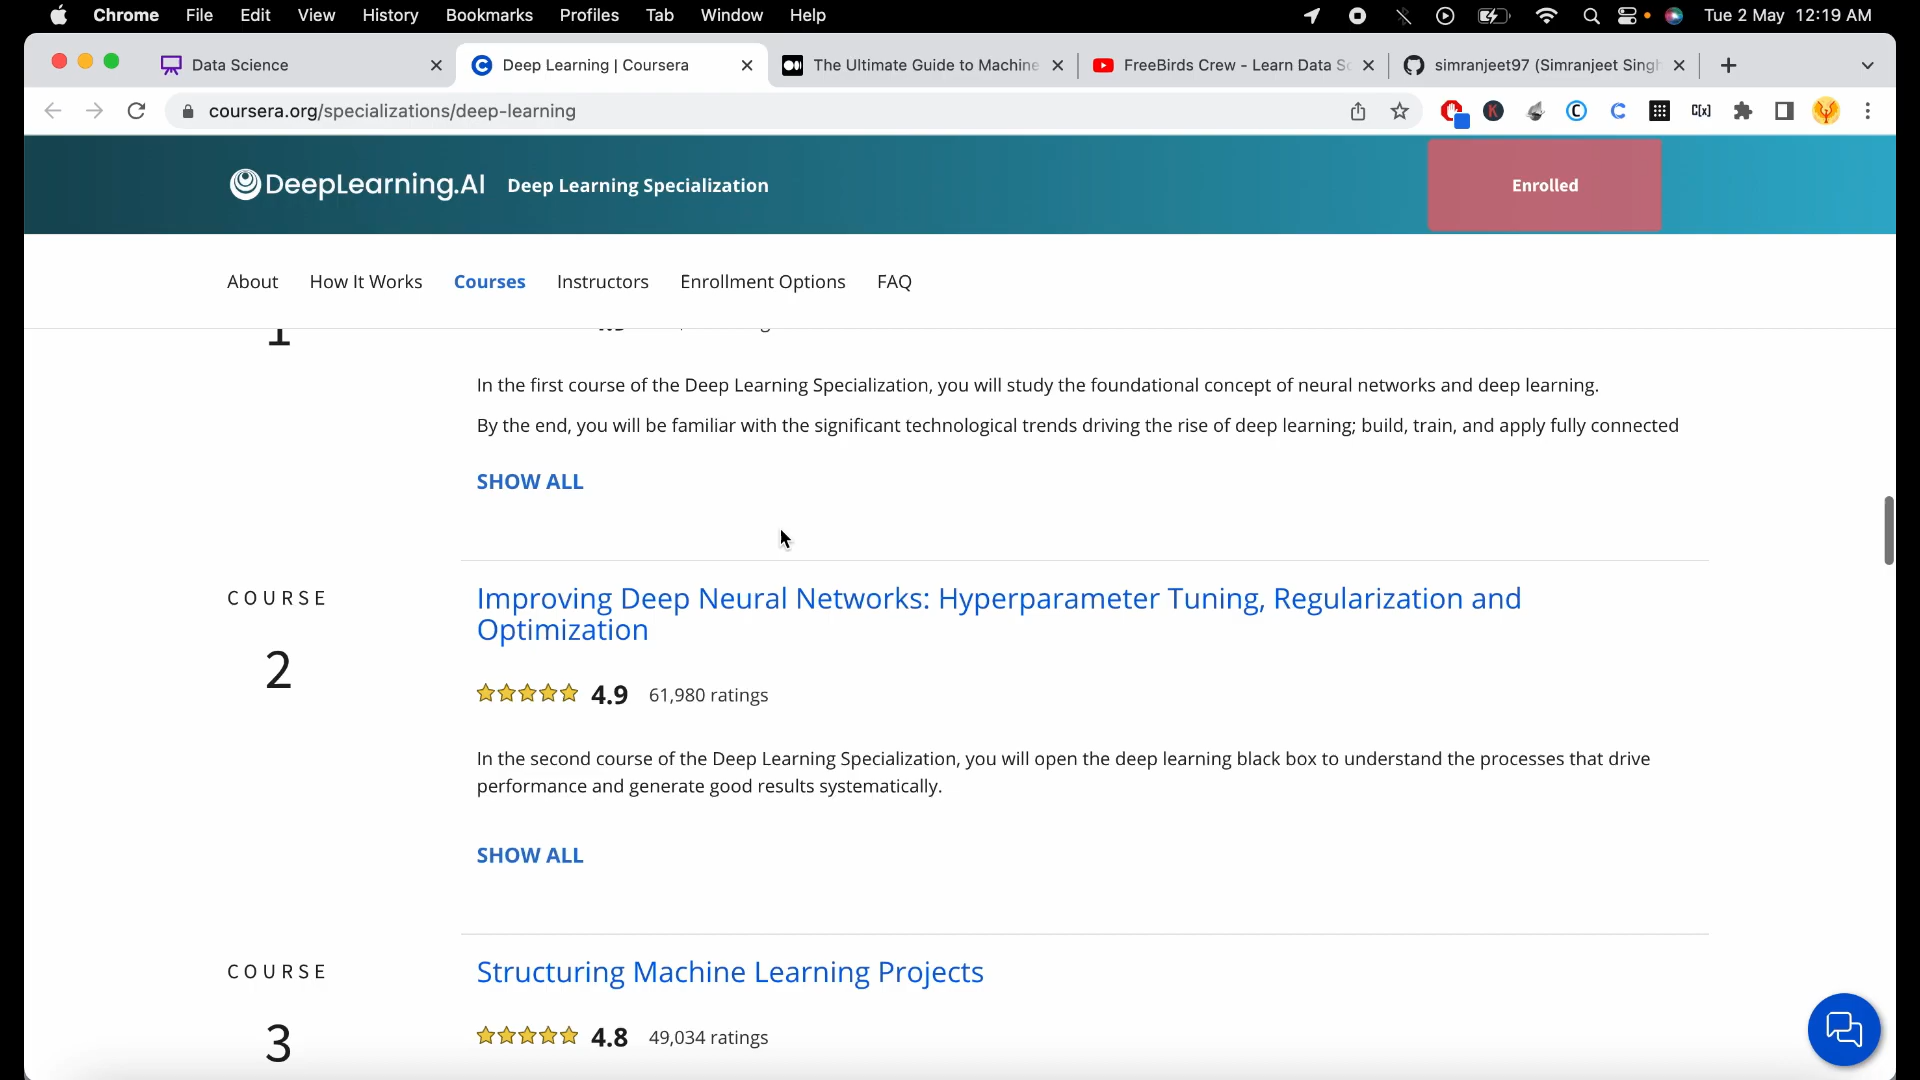 Chrome File Edit View History Bookmarks Profiles Tab Window Help Tue 2 May 12:19 AM
Data Science
Deep Learning | Coursera
The Ultimate Guide to Machine
FreeBirds Crew - Learn Data Sc
simranjeet97 (Simranjeet Singh
coursera.org/specializations/deep-learning
C[x]
DeepLearning.AI Deep Learning Specialization
Enrolled
About How It Works Courses Instructors Enrollment Options FAQ
1
In the first course of the Deep Learning Specialization, you will study the foundational concept of neural networks and deep learning.
By the end, you will be familiar with the significant technological trends driving the rise of deep learning; build, train, and apply fully connected
SHOW ALL
COURSE
2
Improving Deep Neural Networks: Hyperparameter Tuning, Regularization and
Optimization
4.9 61,980 ratings
In the second course of the Deep Learning Specialization, you will open the deep learning black box to understand the processes that drive
performance and generate good results systematically.
SHOW ALL
COURSE
3
Structuring Machine Learning Projects
4.8 49,034 ratings